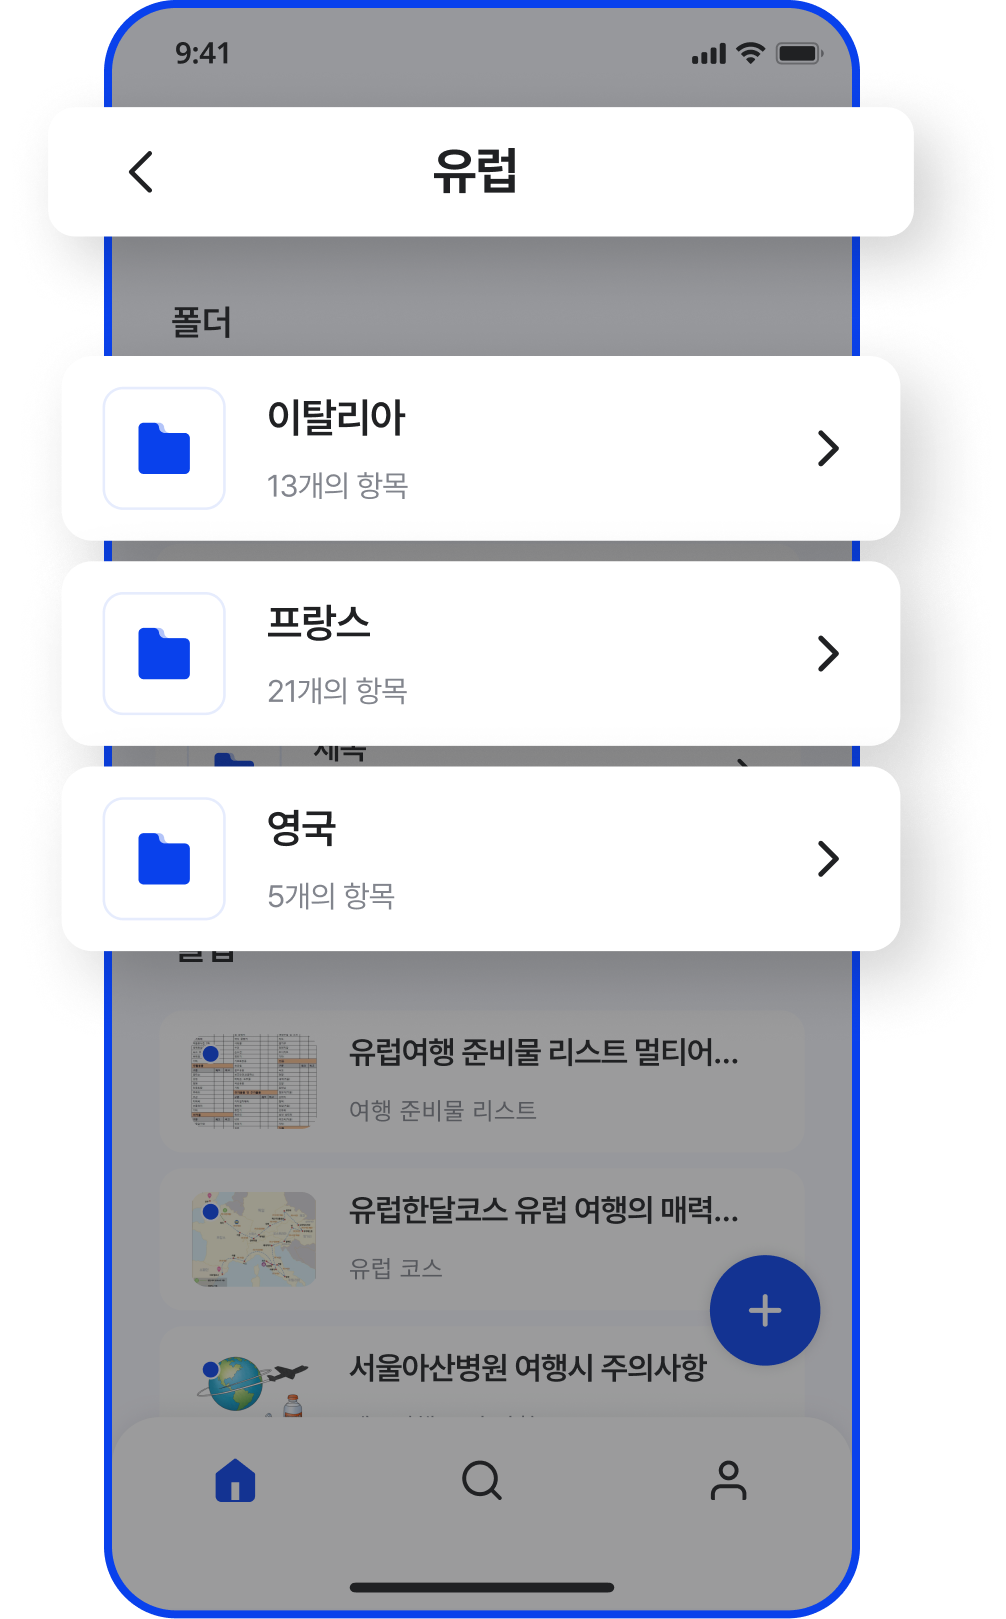 9:41
유럽
폴더
이탈리아
13개의 항목
프랑스
21개의 항목
영국
5개의 항목
유럽여행 준비물 리스트 멀티어...
여행 준비물 리스트
유럽한달코스 유럽 여행의 매력...
유럽 코스
서울아산병원 여행시 주의사항